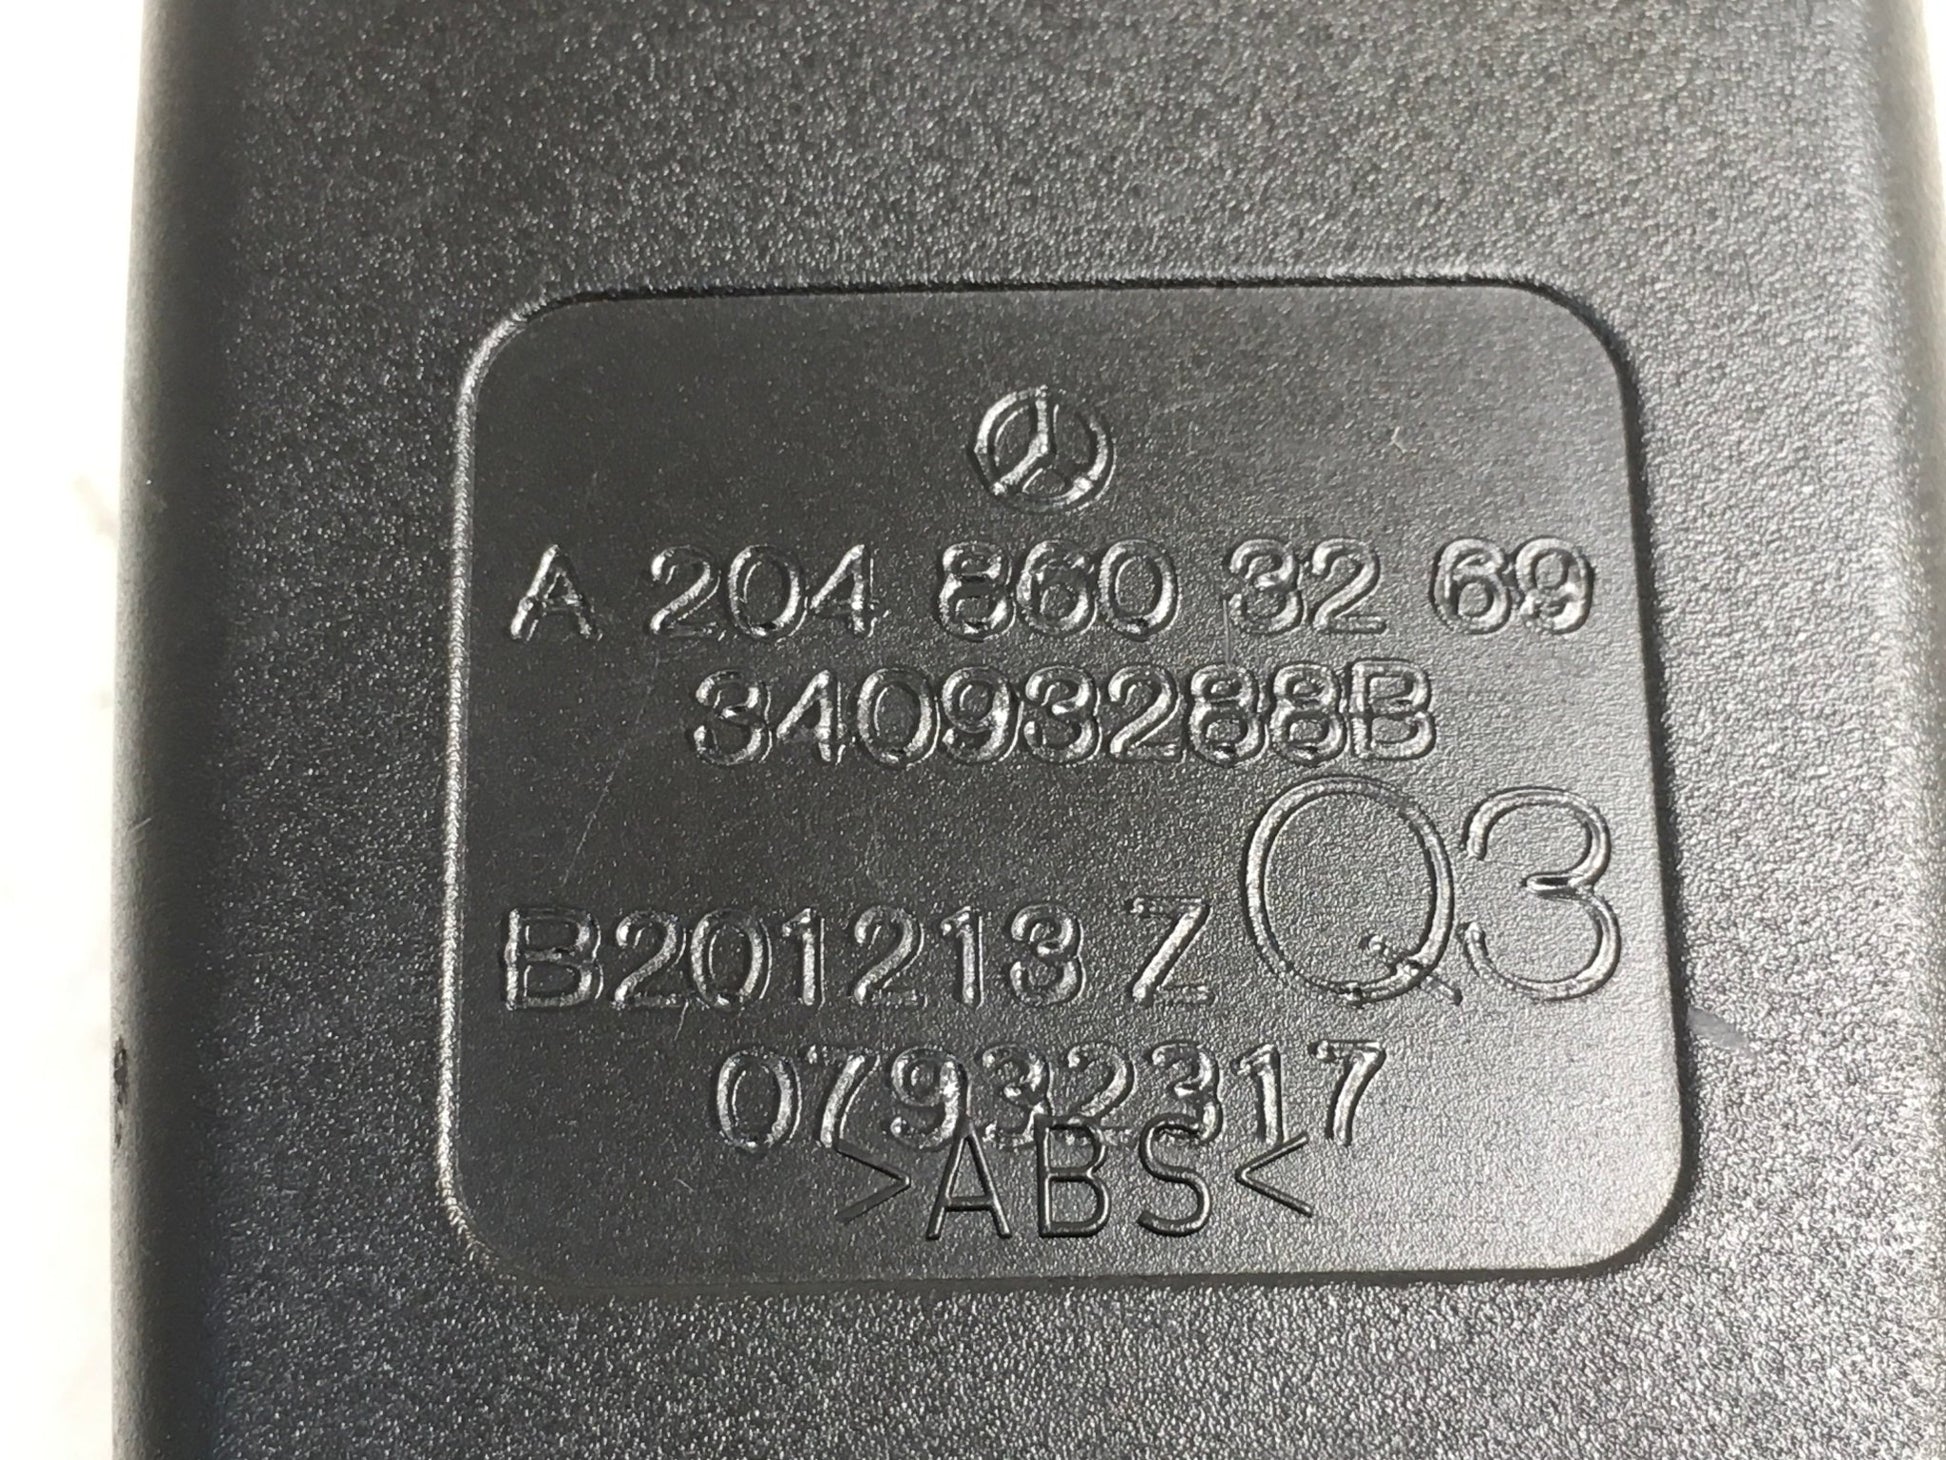 A 204 860 32 69
34093288B
B201213 Z Q3
07932317
>ABS<